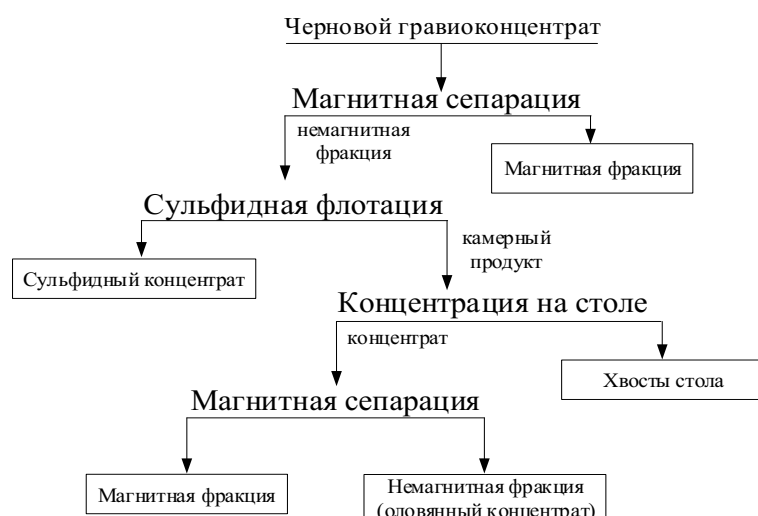 Черновой гравиоконцентрат
Магнитная сепарация
немагнитная
фракция
Магнитная фракция
Сульфидная флотация
камерный
продукт
Сульфидный концентрат
Концентрация на столе
концентрат
Хвосты стола
Магнитная сепарация
Магнитная фракция
Немагнитная фракция
(оловянный концентрат)